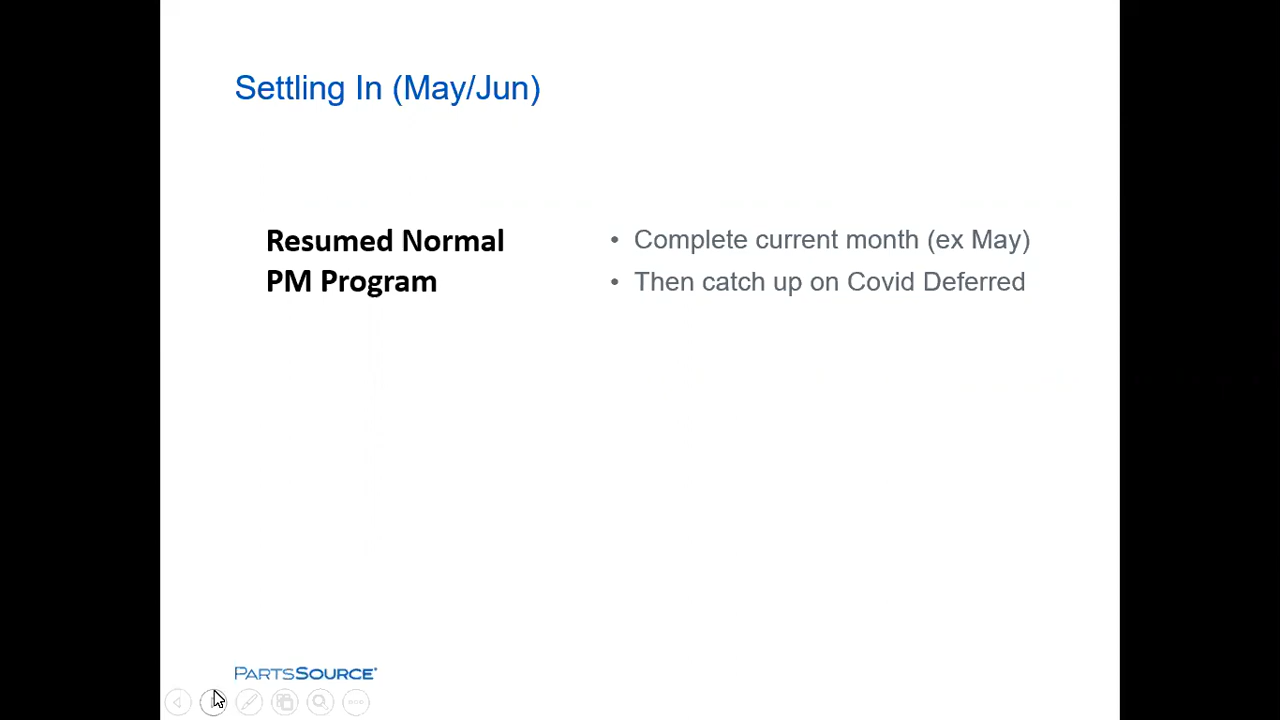 Settling In (May/Jun)
Resumed Normal
PM Program
• Complete current month (ex May)
• Then catch up on Covid Deferred
PARTSSOURCE®